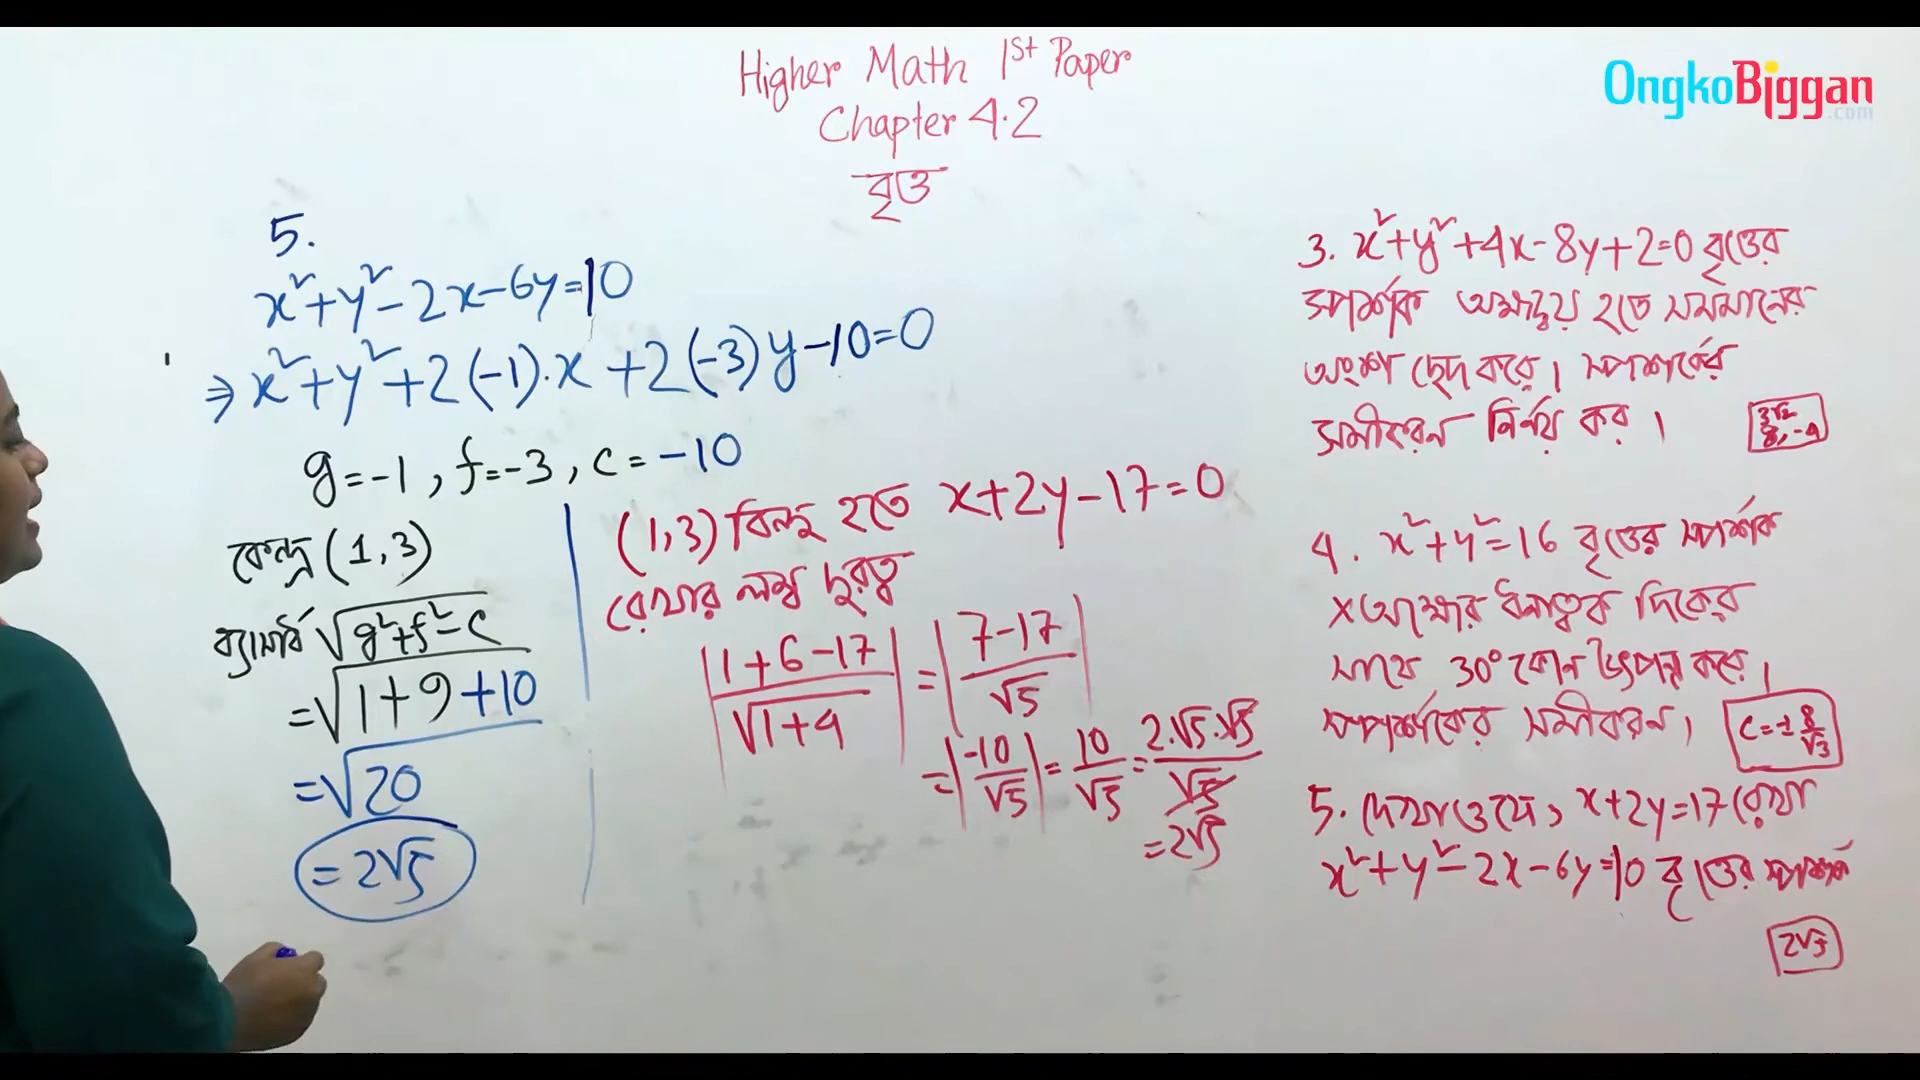 Higher Math 1st Paper
Chapter 4.2
বৃত্ত
OngkoBiggan
.com
5.
x²+y²-2x-6y=10
⇒ x²+y²+2(-1).x+2(-3)y-10=0
g=-1, f=-3, c=-10
কেন্দ্র (1,3)
ব্যাসার্ধ √(g²+f²-c)
=√(1+9+10)
=√20
=2√5
(1,3) বিন্দু হতে x+2y-17=0
রেখার লম্ব দূরত্ব
|(1+6-17)/√(1+4)| = |(7-17)/√5|
=|-10/√5|=10/√5=(2.√5.√5)/√5
=2√5
3. x²+y²+4x-8y+2=0 বৃত্তের
স্পর্শক অক্ষদ্বয় হতে সমমানের
অংশ ছেদ করে। স্পর্শকের
সমীকরণ নির্ণয় কর।
4. x²+y²=16 বৃত্তের স্পর্শক
x অক্ষের ধনাত্বক দিকের
সাথে 30° কোন উৎপন্ন করে।
স্পর্শকের সমীকরণ।
c=±8/√3
5. দেখাও যে, x+2y=17 রেখা
x²+y²-2x-6y=10 বৃত্তের স্পর্শক
2√5